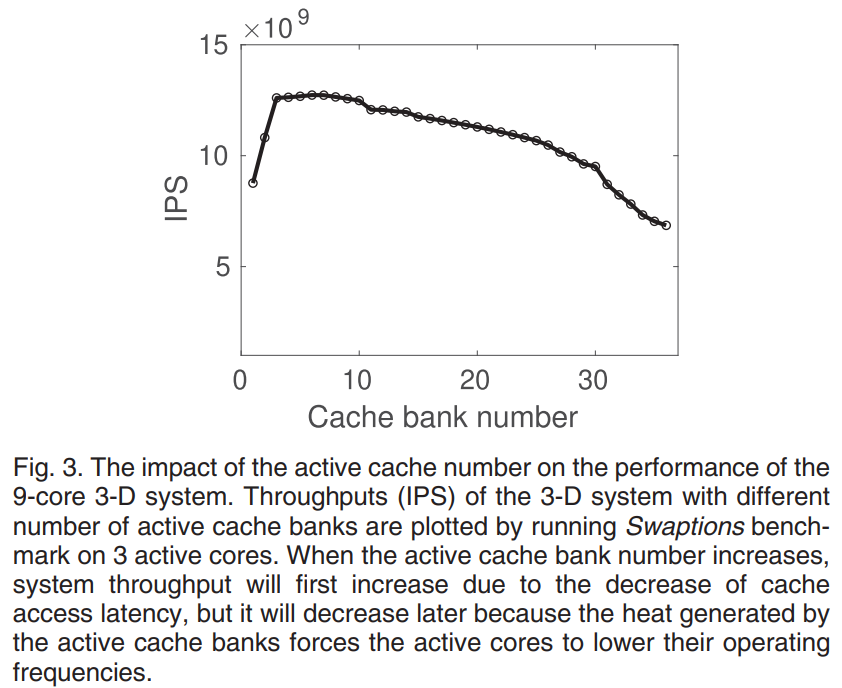 ×10 9
15
10
5
IPS
0 10 20 30
Cache bank number
Fig. 3. The impact of the active cache number on the performance of the
9-core 3-D system. Throughputs (IPS) of the 3-D system with different
number of active cache banks are plotted by running Swaptions bench-
mark on 3 active cores. When the active cache bank number increases,
system throughput will first increase due to the decrease of cache
access latency, but it will decrease later because the heat generated by
the active cache banks forces the active cores to lower their operating
frequencies.